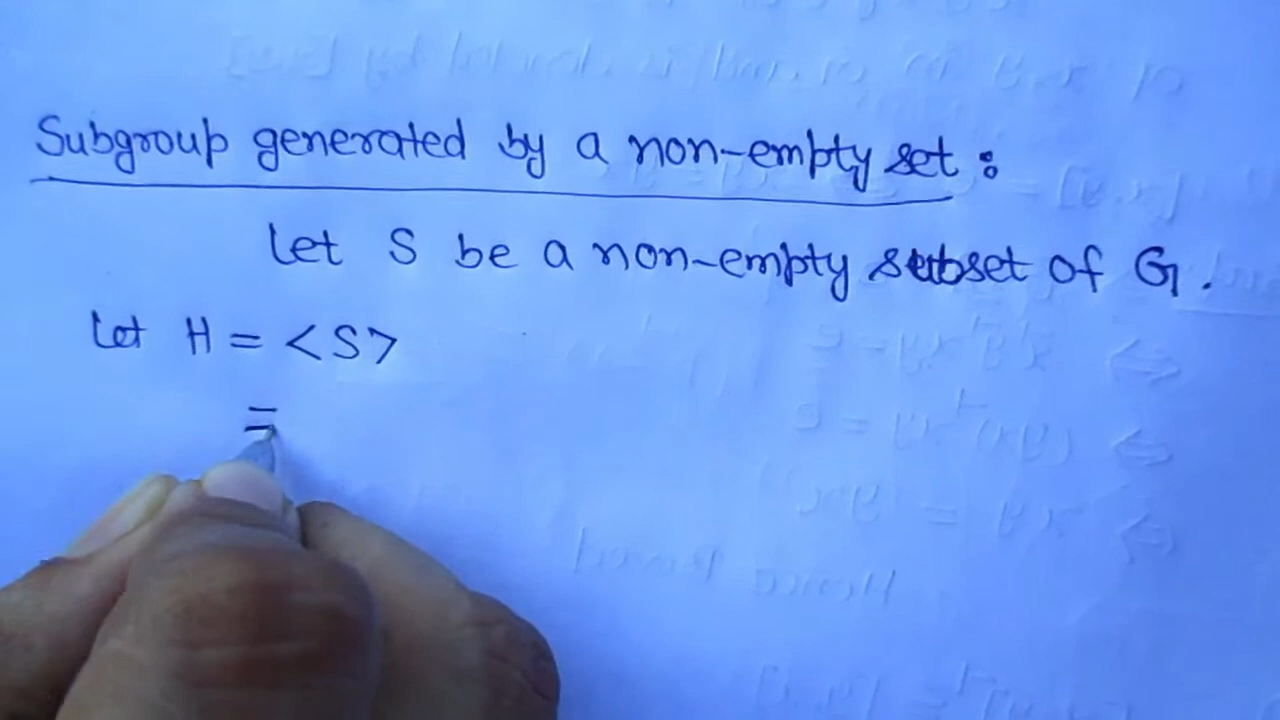 Subgroup generated by a non-empty set :
Let S be a non-empty subset of G.
Let H = <S>
=